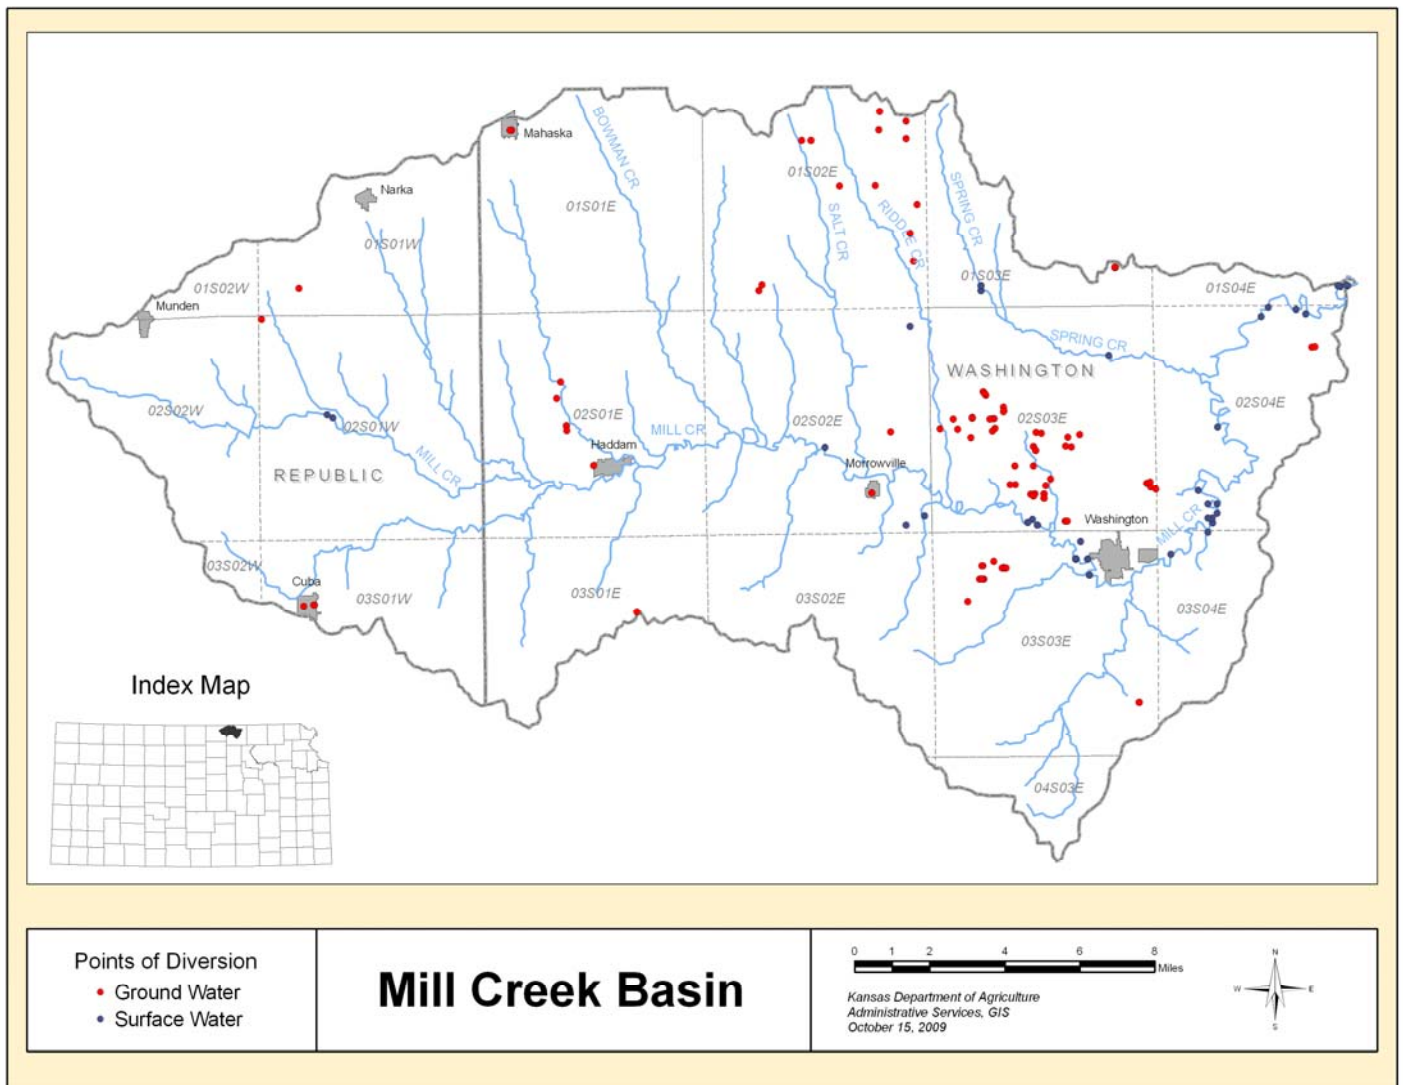 Mahaska
BOWMAN CR
01S02E
Narka
SPRING CR
01S01E
SALT CR
RIDDLE CR
01S01W
01S03E
01S02W
01S04E
Munden
SPRING CR
WASHINGTON
02S02W
02S01W
02S01E
02S02E
02S03E
02S04E
Haddam
MILL CR
MILL CR
Morrowville
REPUBLIC
Washington
MILL CR
03S02W
Cuba
03S01W
03S01E
03S02E
03S03E
03S04E
04S03E
Index Map
Points of Diversion
Ground Water
Surface Water
Mill Creek Basin
0 1 2 4 6 8
Miles
Kansas Department of Agriculture
Administrative Services, GIS
October 15, 2009
N
W E
S